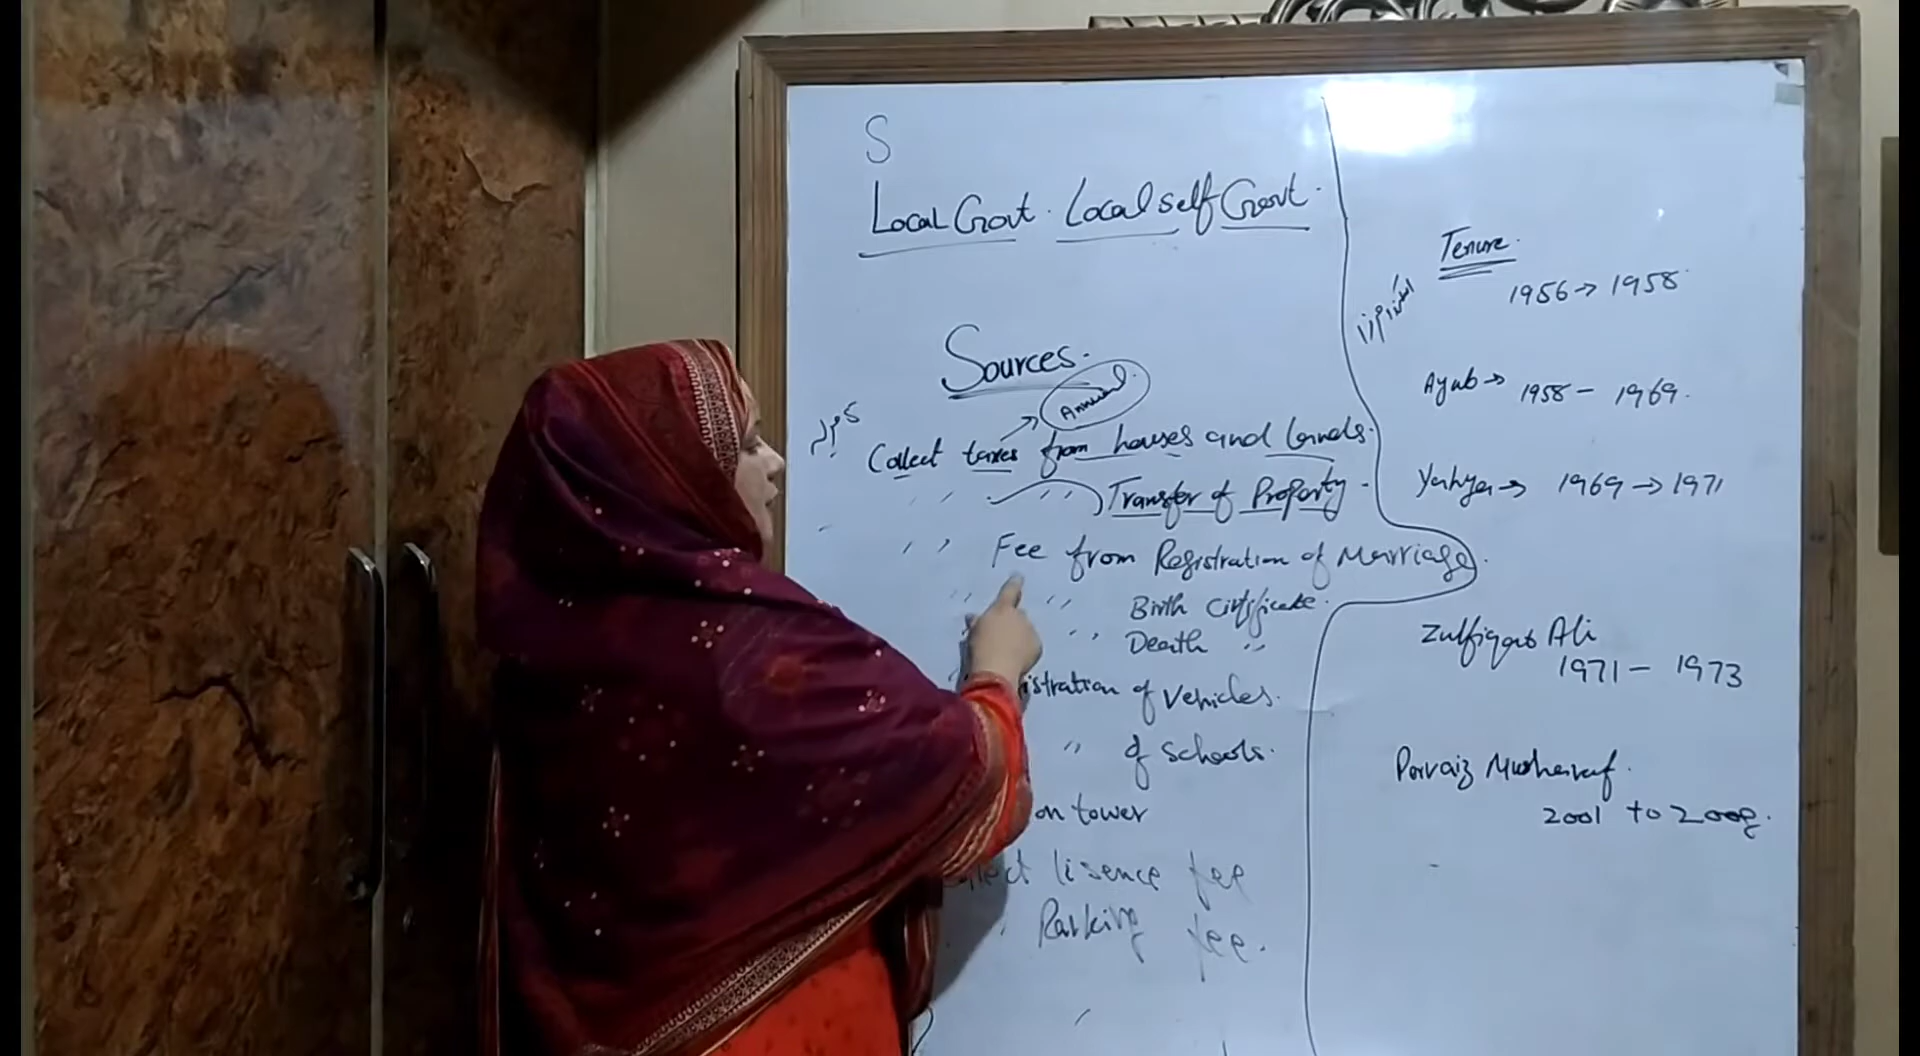 S
Local Govt. Local self Govt.
Sources.
Annual.
Collect taxes from houses and lands.
" " " Transfer of Property.
" " Fee from Registration of Marriage.
" " Birth Cirtificate.
" Death "
istration of Vehicles.
" of schools.
on tower
lect lisence fee
" Parking fee.
Tenure.
1956 → 1958
Ayub → 1958 - 1969.
Yahya → 1969 → 1971
Zulfiqar Ali
1971 - 1973
Parvaiz Musharaf.
2001 to 2008.